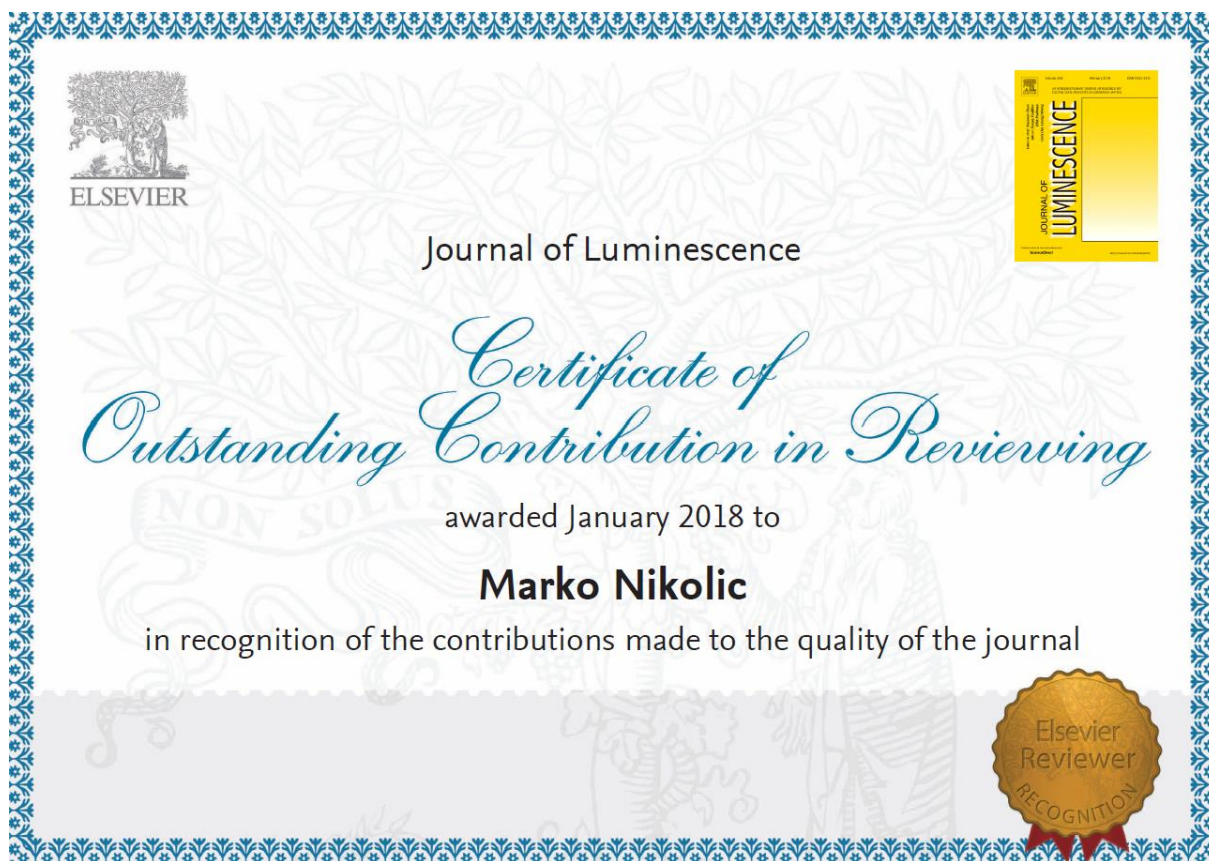 ELSEVIER
JOURNAL OF
LUMINESCENCE
Journal of Luminescence
Certificate of
Outstanding Contribution in Reviewing
NON SOLUS
awarded January 2018 to
Marko Nikolic
in recognition of the contributions made to the quality of the journal
Elsevier
Reviewer
RECOGNITION